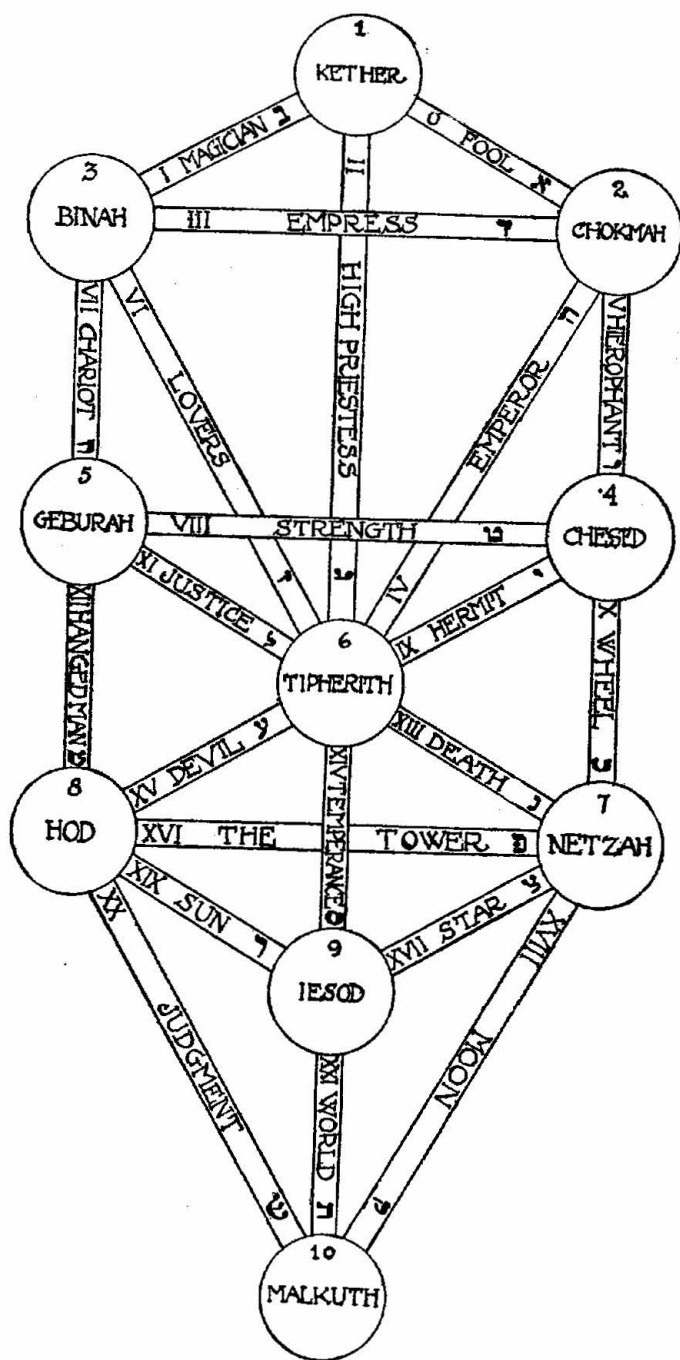 1
KETHER
I MAGICIAN ב
O FOOL א
3
BINAH
2
CHOKMAH
III EMPRESS ד
II HIGH PRIESTESS ג
VII CHARIOT ח
VI LOVERS ז
IV EMPEROR ה
V HIEROPHANT ו
5
GEBURAH
4
CHESED
VIII STRENGTH ט
XI JUSTICE ל
IX HERMIT י
XII HANGED MAN מ
X WHEEL כ
6
TIPHERITH
XV DEVIL ע
XIII DEATH נ
XIV TEMPERANCE ס
8
HOD
7
NETZAH
XVI THE TOWER פ
XIX SUN ר
XVII STAR צ
9
IESOD
XX JUDGMENT ש
XXI WORLD ת
XVIII MOON ק
10
MALKUTH